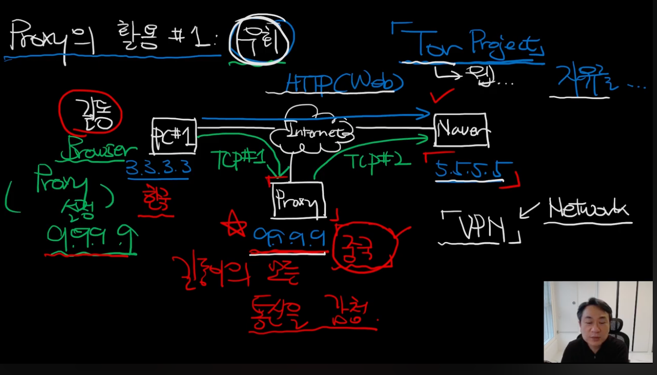 Proxy의 활용 #1: 우회
「Tor Project」
↳ 웹...
자유를 ...
HTTP(Web)
길동
PC#1
Internet
Naver
Browser
3.3.3.3
TCP#1
TCP#2
5.5.5.5
(Proxy 설정)
한국
Proxy
9.9.9.9
9.9.9.9
중국
「VPN」
Network
길동이의 모든
통신을 감청.